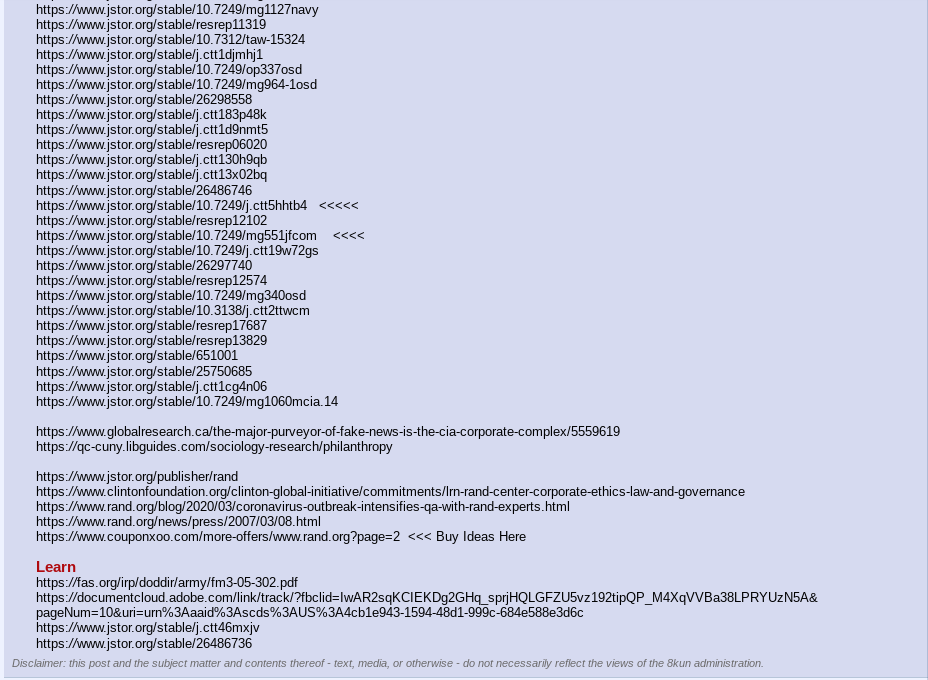 https://www.jstor.org/stable/10.7249/mg1127navy
https://www.jstor.org/stable/resrep11319
https://www.jstor.org/stable/10.7312/taw-15324
https://www.jstor.org/stable/j.ctt1djmhj1
https://www.jstor.org/stable/10.7249/op337osd
https://www.jstor.org/stable/10.7249/mg964-1osd
https://www.jstor.org/stable/26298558
https://www.jstor.org/stable/j.ctt183p48k
https://www.jstor.org/stable/j.ctt1d9nmt5
https://www.jstor.org/stable/resrep06020
https://www.jstor.org/stable/j.ctt130h9qb
https://www.jstor.org/stable/j.ctt13x02bq
https://www.jstor.org/stable/26486746
https://www.jstor.org/stable/10.7249/j.ctt5hhtb4 <<<<<
https://www.jstor.org/stable/resrep12102
https://www.jstor.org/stable/10.7249/mg551jfcom <<<<
https://www.jstor.org/stable/10.7249/j.ctt19w72gs
https://www.jstor.org/stable/26297740
https://www.jstor.org/stable/resrep12574
https://www.jstor.org/stable/10.7249/mg340osd
https://www.jstor.org/stable/10.3138/j.ctt2ttwcm
https://www.jstor.org/stable/resrep17687
https://www.jstor.org/stable/resrep13829
https://www.jstor.org/stable/651001
https://www.jstor.org/stable/25750685
https://www.jstor.org/stable/j.ctt1cg4n06
https://www.jstor.org/stable/10.7249/mg1060mcia.14
https://www.globalresearch.ca/the-major-purveyor-of-fake-news-is-the-cia-corporate-complex/5559619
https://qc-cuny.libguides.com/sociology-research/philanthropy
https://www.jstor.org/publisher/rand
https://www.clintonfoundation.org/clinton-global-initiative/commitments/lrn-rand-center-corporate-ethics-law-and-governance
https://www.rand.org/blog/2020/03/coronavirus-outbreak-intensifies-qa-with-rand-experts.html
https://www.rand.org/news/press/2007/03/08.html
https://www.couponxoo.com/more-offers/www.rand.org?page=2 <<< Buy Ideas Here
Learn
https://fas.org/irp/doddir/army/fm3-05-302.pdf
https://documentcloud.adobe.com/link/track/?fbclid=IwAR2sqKCIEKDg2GHq_sprjHQLGFZU5vz192tipQP_M4XqVVBa38LPRYUzN5A&
pageNum=10&uri=urn%3Aaaid%3Ascds%3AUS%3A4cb1e943-1594-48d1-999c-684e588e3d6c
https://www.jstor.org/stable/j.ctt46mxjv
https://www.jstor.org/stable/26486736
Disclaimer: this post and the subject matter and contents thereof - text, media, or otherwise - do not necessarily reflect the views of the 8kun administration.